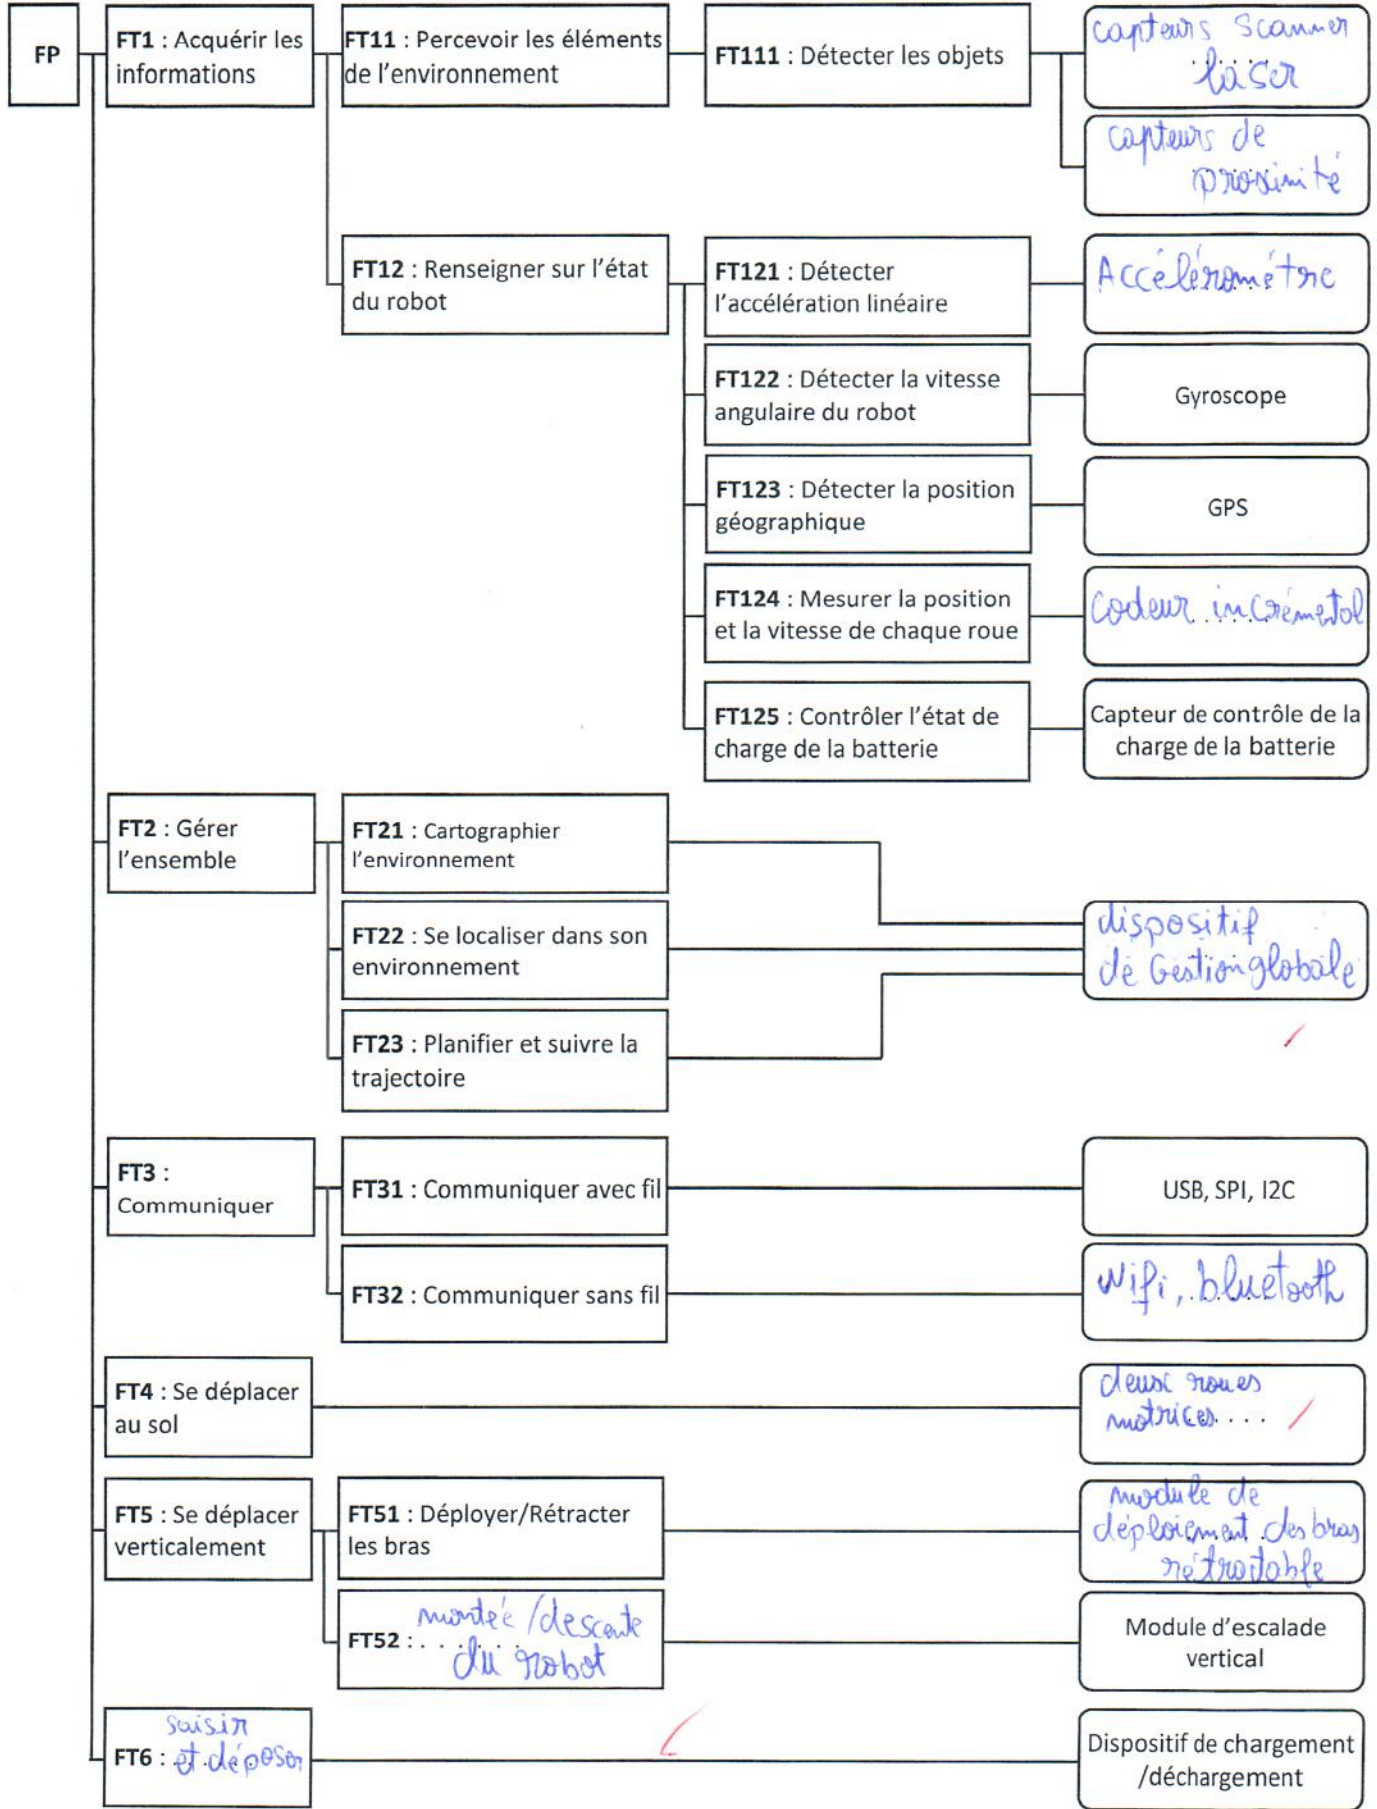 FP
FT1 : Acquérir les
informations
FT11 : Percevoir les éléments
de l'environnement
FT111 : Détecter les objets
capteurs scanner
laser
capteurs de
proximité
FT12 : Renseigner sur l'état
du robot
FT121 : Détecter
l'accélération linéaire
Accélérométre
FT122 : Détecter la vitesse
angulaire du robot
Gyroscope
FT123 : Détecter la position
géographique
GPS
FT124 : Mesurer la position
et la vitesse de chaque roue
codeur incrémetal
FT125 : Contrôler l'état de
charge de la batterie
Capteur de contrôle de la
charge de la batterie
FT2 : Gérer
l'ensemble
FT21 : Cartographier
l'environnement
FT22 : Se localiser dans son
environnement
FT23 : Planifier et suivre la
trajectoire
dispositif
de Gestion globale
FT3 :
Communiquer
FT31 : Communiquer avec fil
USB, SPI, I2C
FT32 : Communiquer sans fil
Wifi, bluetooth
FT4 : Se déplacer
au sol
deux roues
motrices....
FT5 : Se déplacer
verticalement
FT51 : Déployer/Rétracter
les bras
module de
déploiement des bras
rétractable
FT52 : montée/descente
du robot
Module d'escalade
vertical
FT6 : saisir
et déposer
Dispositif de chargement
/déchargement